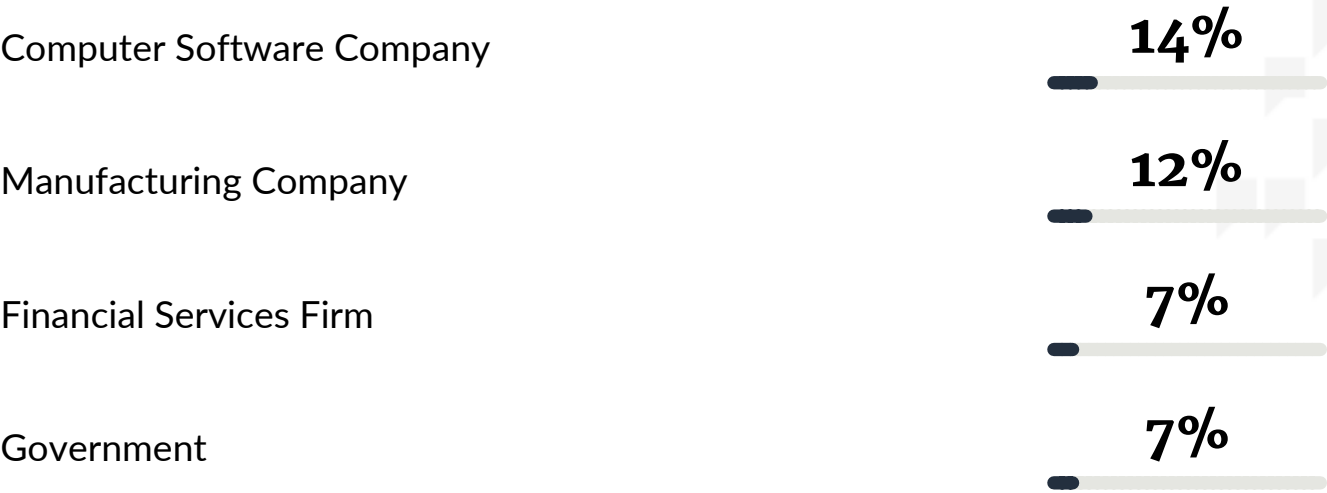 Computer Software Company 14%
Manufacturing Company 12%
Financial Services Firm 7%
Government 7%